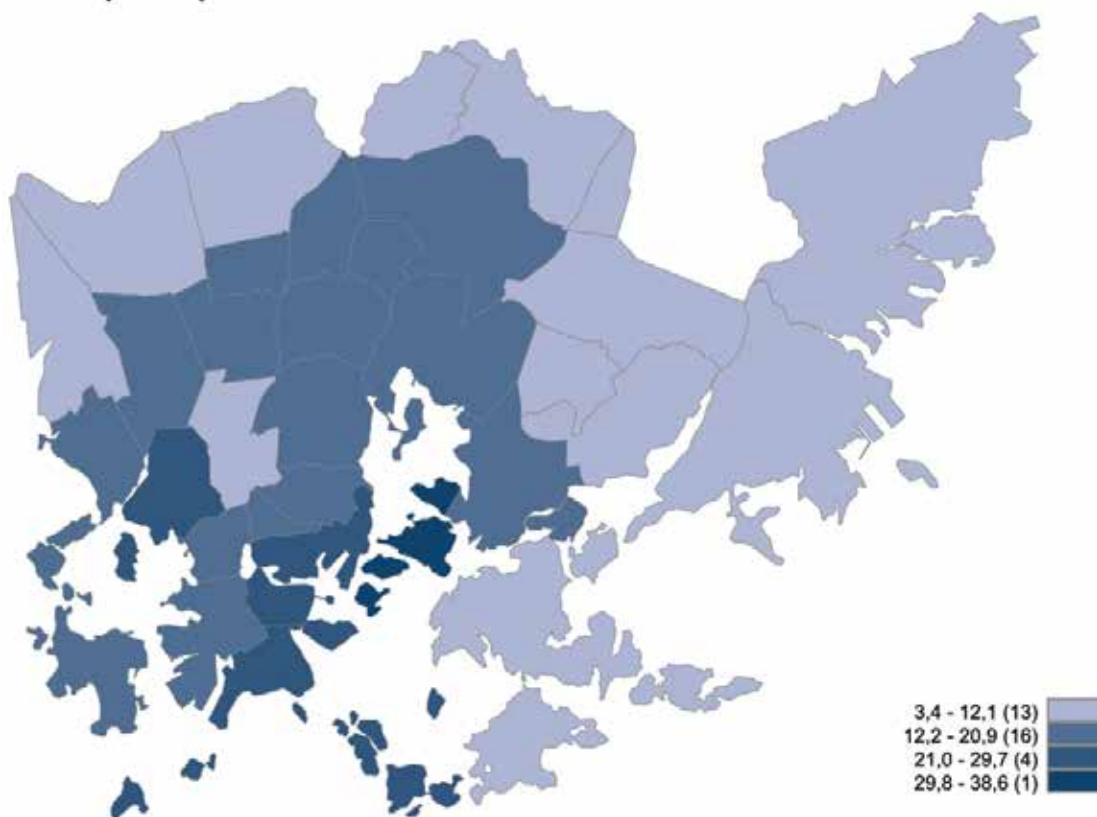 3,4 - 12,1 (13)
12,2 - 20,9 (16)
21,0 - 29,7 (4)
29,8 - 38,6 (1)